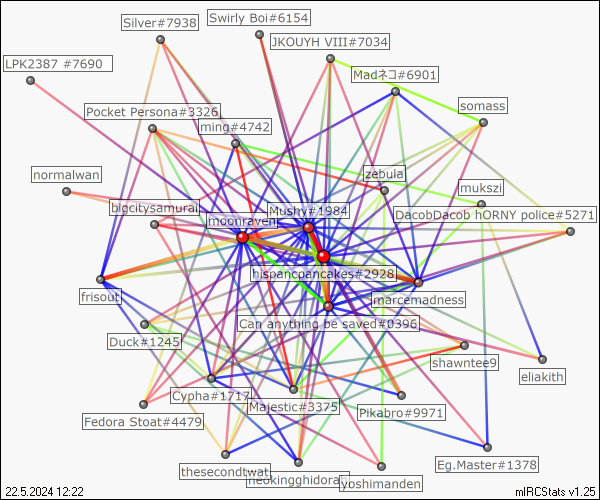 Silver#7938
Swirly Boi#6154
JKOUYH VIII#7034
LPK2387 #7690
Madネコ#6901
Pocket Persona#3326
somass
ming#4742
normalwan
zebula
mukszi
bigcitysamurai
Mushy#1984
moonraven
DacobDacob hORNY police#5271
hispancpancakes#2928
frisout
marcemadness
Can anything be saved#0396
Duck#1245
shawntee9
eliakith
Cypha#1717
Majestic#3375
Pikabro#9971
Fedora Stoat#4479
Eg.Master#1378
thesecondtwat
neokingghidorah
yoshimanden
22.5.2024 12:22
mIRCStats v1.25